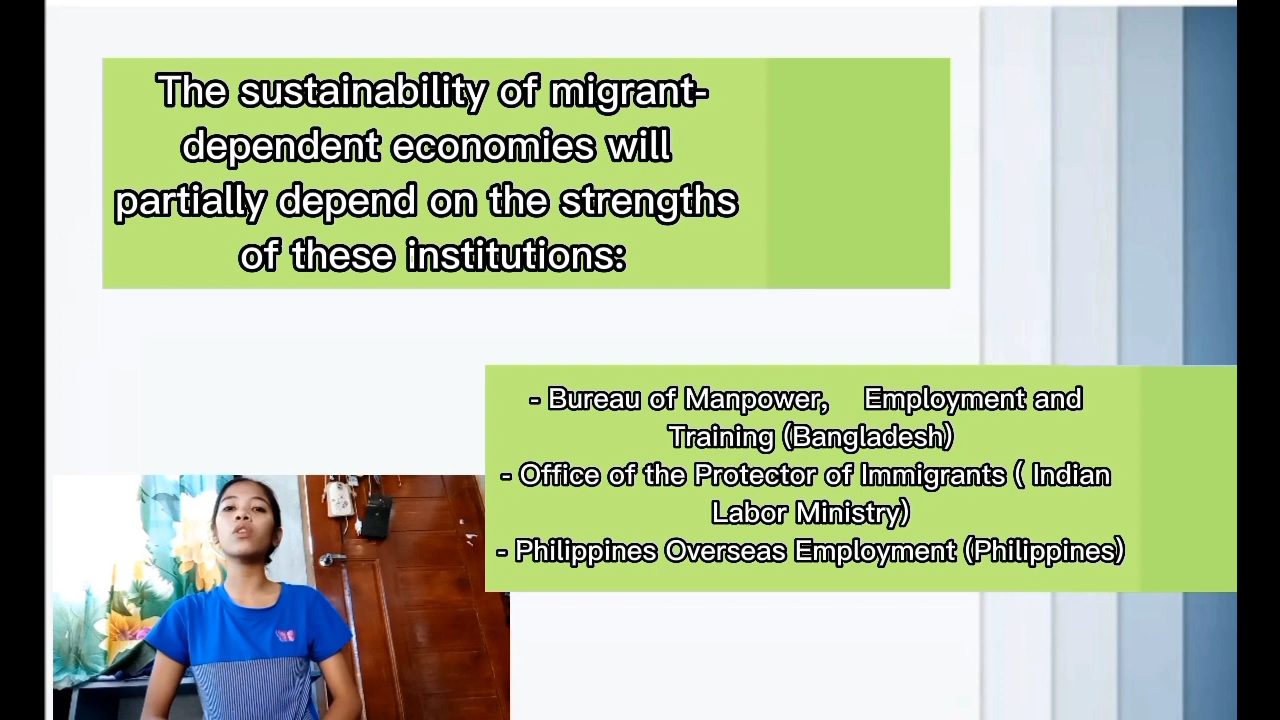 The sustainability of migrant-
dependent economies will
partially depend on the strengths
of these institutions:
- Bureau of Manpower, Employment and
Training (Bangladesh)
- Office of the Protector of Immigrants ( Indian
Labor Ministry)
- Philippines Overseas Employment (Philippines)